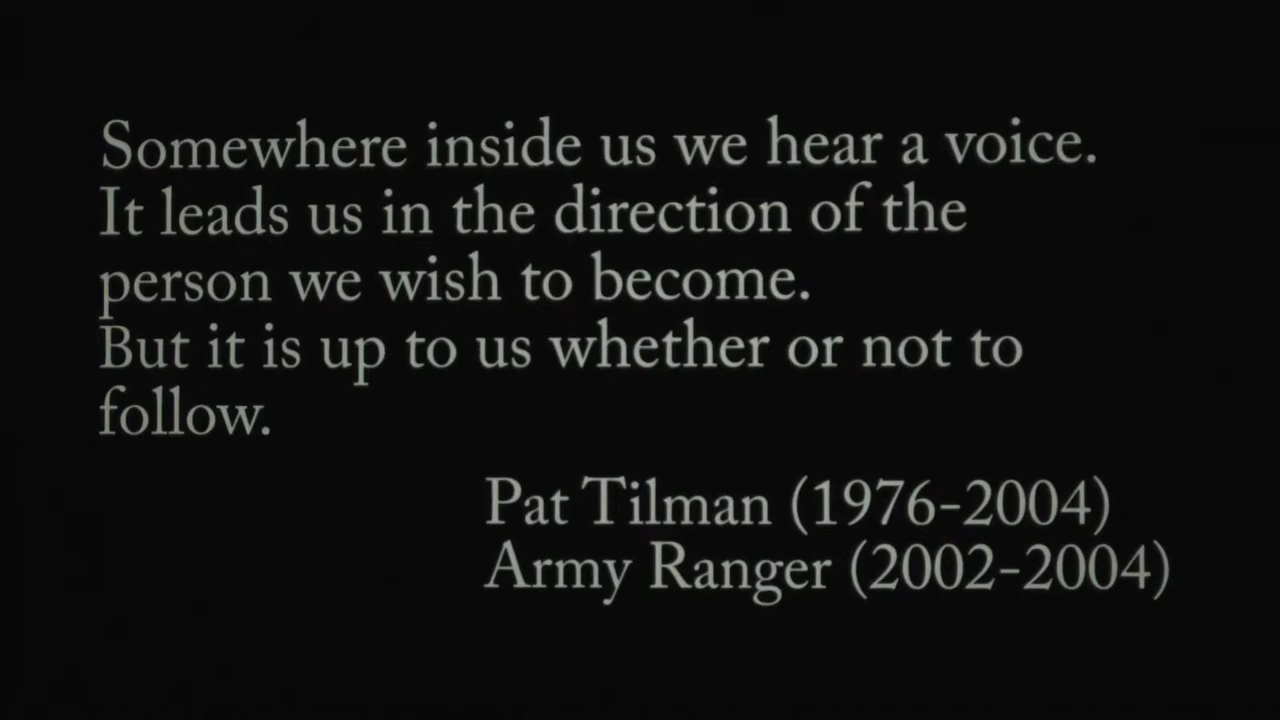 Somewhere inside us we hear a voice.
It leads us in the direction of the
person we wish to become.
But it is up to us whether or not to
follow.
Pat Tilman (1976-2004)
Army Ranger (2002-2004)